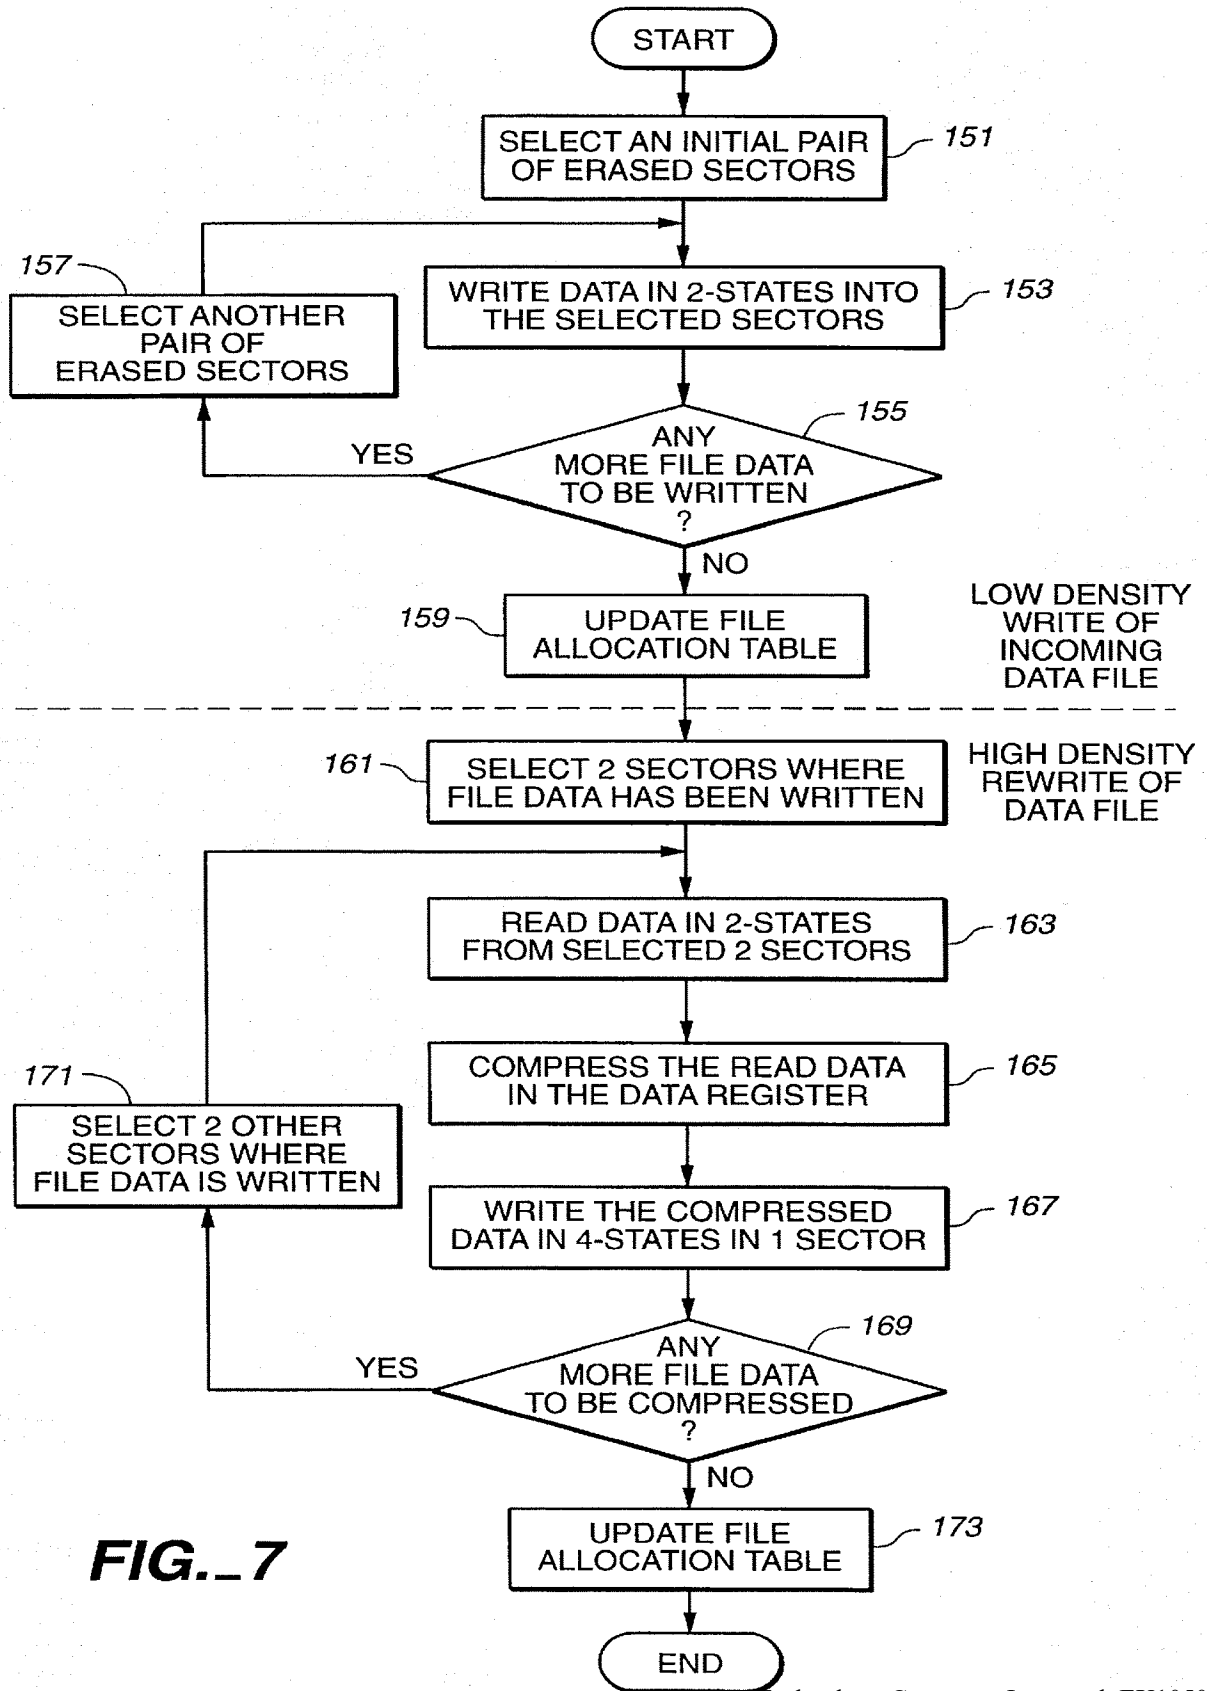 START
SELECT AN INITIAL PAIR
OF ERASED SECTORS
151
157
SELECT ANOTHER
PAIR OF
ERASED SECTORS
WRITE DATA IN 2-STATES INTO
THE SELECTED SECTORS
153
155
ANY
MORE FILE DATA
TO BE WRITTEN
?
YES
NO
159
UPDATE FILE
ALLOCATION TABLE
LOW DENSITY
WRITE OF
INCOMING
DATA FILE
161
SELECT 2 SECTORS WHERE
FILE DATA HAS BEEN WRITTEN
HIGH DENSITY
REWRITE OF
DATA FILE
READ DATA IN 2-STATES
FROM SELECTED 2 SECTORS
163
COMPRESS THE READ DATA
IN THE DATA REGISTER
165
171
SELECT 2 OTHER
SECTORS WHERE
FILE DATA IS WRITTEN
WRITE THE COMPRESSED
DATA IN 4-STATES IN 1 SECTOR
167
169
ANY
MORE FILE DATA
TO BE COMPRESSED
?
YES
NO
UPDATE FILE
ALLOCATION TABLE
173
FIG._7
END